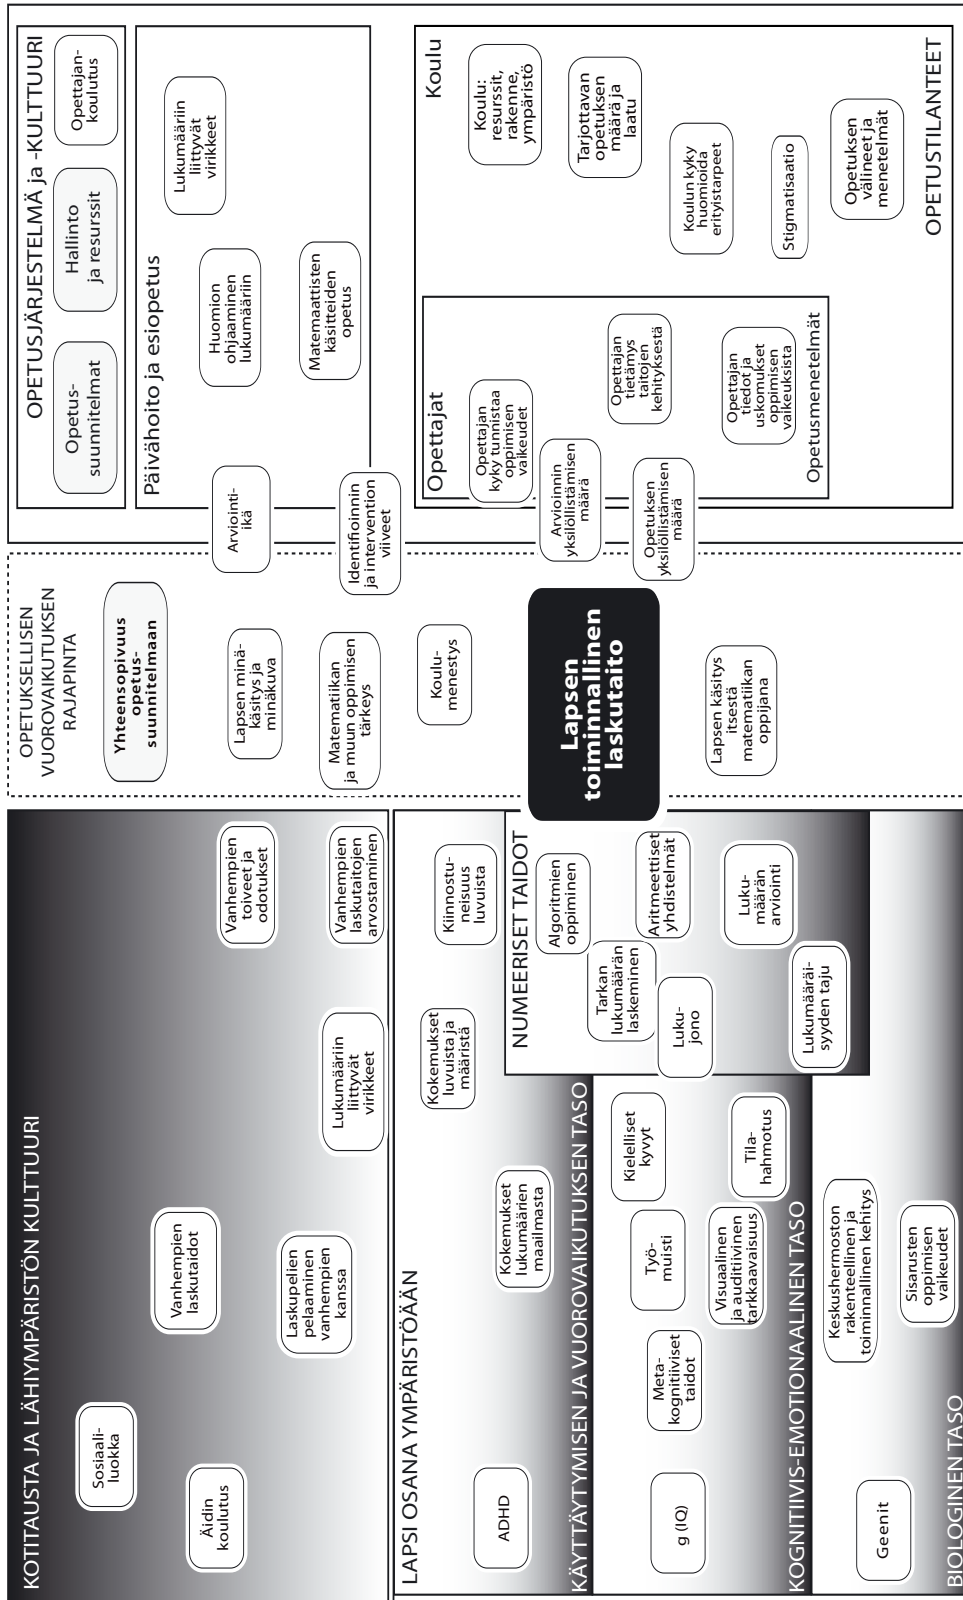 KOTITAUSTA JA LÄHIYMPÄRISTÖN KULTTUURI
Sosiaali-
luokka
Äidin
koulutus
Vanhempien
laskutaidot
Laskupelien
pelaaminen
vanhempien
kanssa
Lukumääriin
liittyvät
virikkeet
Vanhempien
toiveet ja
odotukset
Vanhempien
laskutaitojen
arvostaminen
LAPSI OSANA YMPÄRISTÖÄÄN
ADHD
Kokemukset
lukumäärien
maailmasta
Kokemukset
luvuista ja
määristä
Kiinnostu-
neisuus
luvuista
KÄYTTÄYTYMISEN JA VUOROVAIKUTUKSEN TASO
g (IQ)
Meta-
kognitiiviset
taidot
Työ-
muisti
Kielelliset
kyvyt
Visuaalinen
ja auditiivinen
tarkkaavaisuus
Tila-
hahmotus
KOGNITIIVIS-EMOTIONAALINEN TASO
Geenit
Keskushermoston
rakenteellinen ja
toiminnallinen kehitys
Sisarusten
oppimisen
vaikeudet
BIOLOGINEN TASO
NUMEERISET TAIDOT
Algoritmien
oppiminen
Tarkan
lukumäärän
laskeminen
Aritmeettiset
yhdistelmät
Luku-
jono
Luku-
määrän
arviointi
Lukumääräi-
syyden taju
OPETUKSELLISEN
VUOROVAIKUTUKSEN
RAJAPINTA
Yhteensopivuus
opetus-
suunnitelmaan
Lapsen minä-
käsitys ja
minäkuva
Matematiikan
ja muun oppimisen
tärkeys
Koulu-
menestys
Lapsen
toiminnallinen
laskutaito
Lapsen käsitys
itsestä
matematiikan
oppijana
Arviointi-
ikä
Identifioinnin
ja intervention
viiveet
Arvioinnin
yksilöllistämisen
määrä
Opetuksen
yksilöllistämisen
määrä
OPETUSJÄRJESTELMÄ ja -KULTTUURI
Opetus-
suunnitelmat
Hallinto
ja resurssit
Opettajan-
koulutus
Päivähoito ja esiopetus
Huomion
ohjaaminen
lukumääriin
Lukumääriin
liittyvät
virikkeet
Matemaattisten
käsitteiden
opetus
Opettajat
Opettajan
kyky tunnistaa
oppimisen
vaikeudet
Opettajan
tietämys
taitojen
kehityksestä
Opettajan
tiedot ja
uskomukset
oppimisen
vaikeuksista
Opetusmenetelmät
Koulu
Koulu:
resurssit,
rakenne,
ympäristö
Tarjottavan
opetuksen
määrä ja
laatu
Koulun kyky
huomioida
erityistarpeet
Stigmatisaatio
Opetuksen
välineet ja
menetelmät
OPETUSTILANTEET